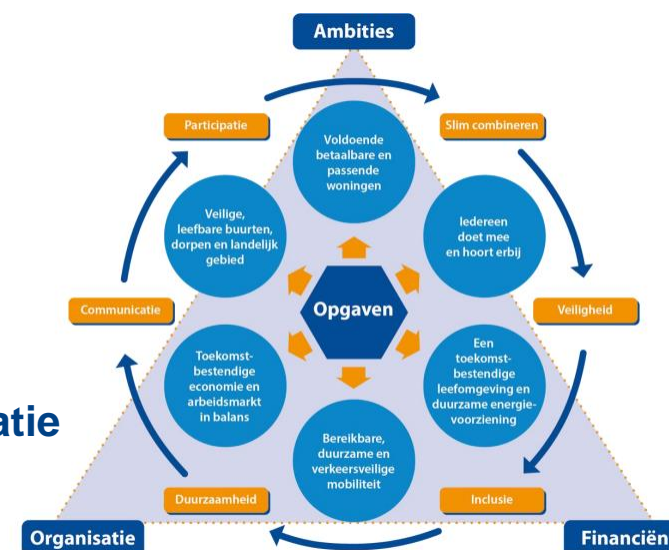 Ambities
Participatie
Slim combineren
Voldoende
betaalbare en
passende
woningen
Veilige,
leefbare buurten,
dorpen en landelijk
gebied
Iedereen
doet mee
en hoort erbij
Opgaven
Communicatie
Veiligheid
Toekomst-
bestendige
economie en
arbeidsmarkt
in balans
Een
toekomst-
bestendige
leefomgeving en
duurzame energie-
voorziening
atie
Bereikbare,
duurzame en
verkeersveilige
mobiliteit
Duurzaamheid
Inclusie
Organisatie
Financiën